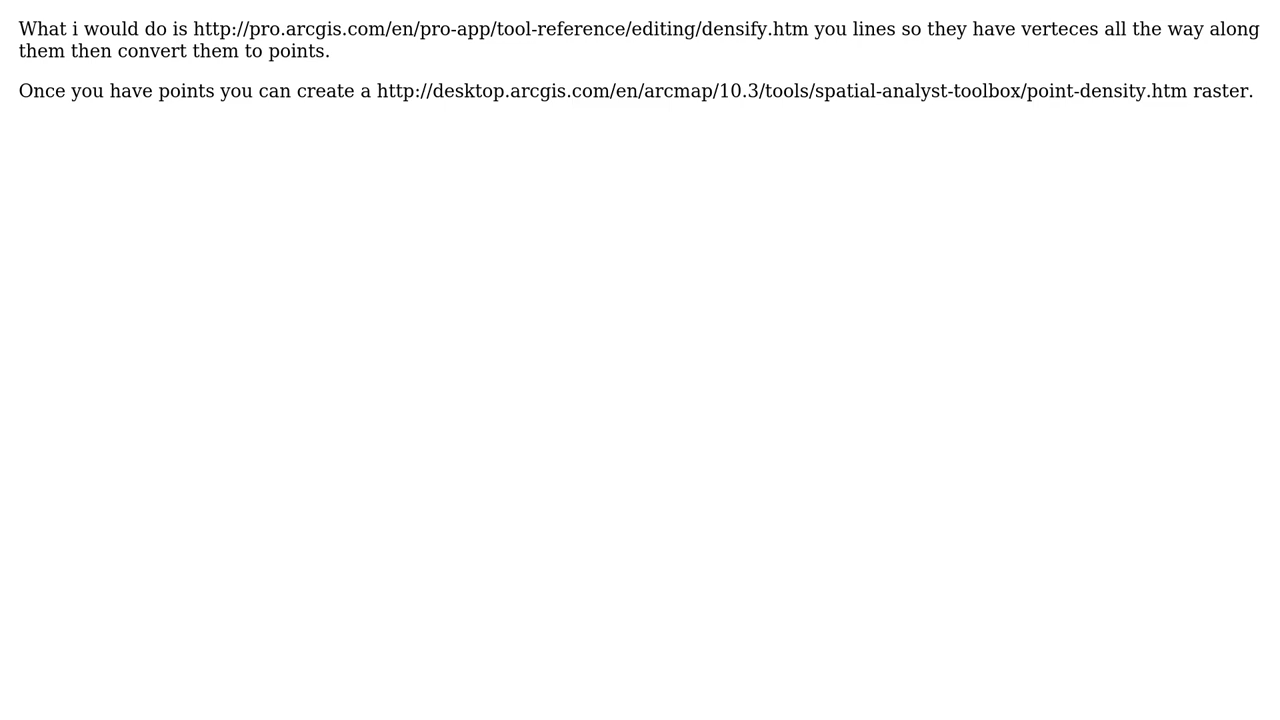 What i would do is http://pro.arcgis.com/en/pro-app/tool-reference/editing/densify.htm you lines so they have verteces all the way along
them then convert them to points.
Once you have points you can create a http://desktop.arcgis.com/en/arcmap/10.3/tools/spatial-analyst-toolbox/point-density.htm raster.